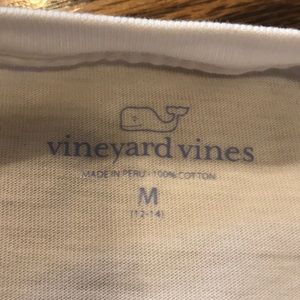 vineyard vines
MADE IN PERU · 100% COTTON
M
(12-14)